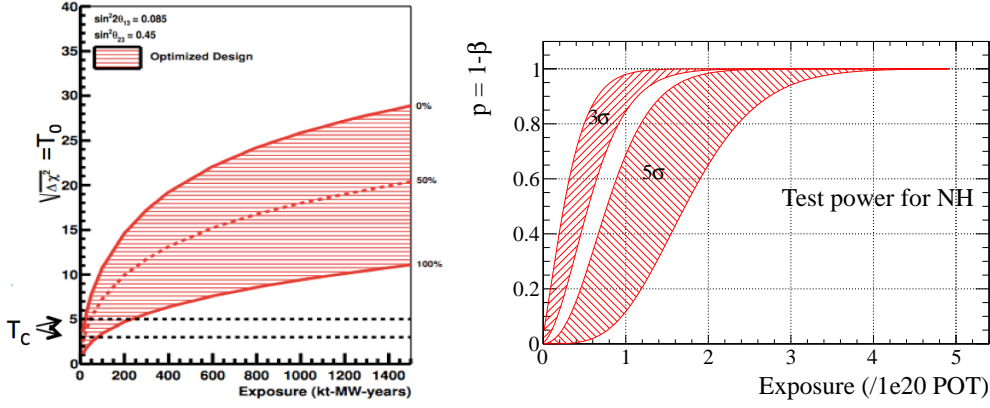 sin²2θ₁₃ = 0.085
sin²θ₂₃ = 0.45
Optimized Design
40
35
30
25
20
15
10
5
0
√Δχ² = T₀
T_C
0%
50%
100%
0 200 400 600 800 1000 1200 1400
Exposure (kt-MW-years)
p = 1-β
1
0.8
0.6
0.4
0.2
0
3σ
5σ
Test power for NH
0 1 2 3 4 5
Exposure (/1e20 POT)